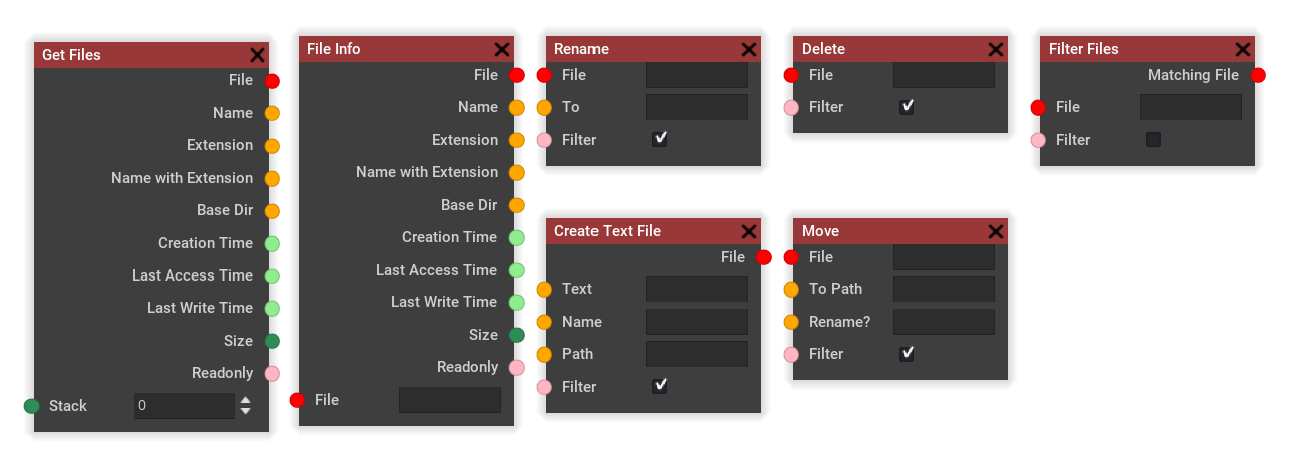 Get Files
File
Name
Extension
Name with Extension
Base Dir
Creation Time
Last Access Time
Last Write Time
Size
Readonly
Stack 0
File Info
File
Name
Extension
Name with Extension
Base Dir
Creation Time
Last Access Time
Last Write Time
Size
Readonly
File
Rename
File
To
Filter
Create Text File
File
Text
Name
Path
Filter
Delete
File
Filter
Move
File
To Path
Rename?
Filter
Filter Files
Matching File
File
Filter